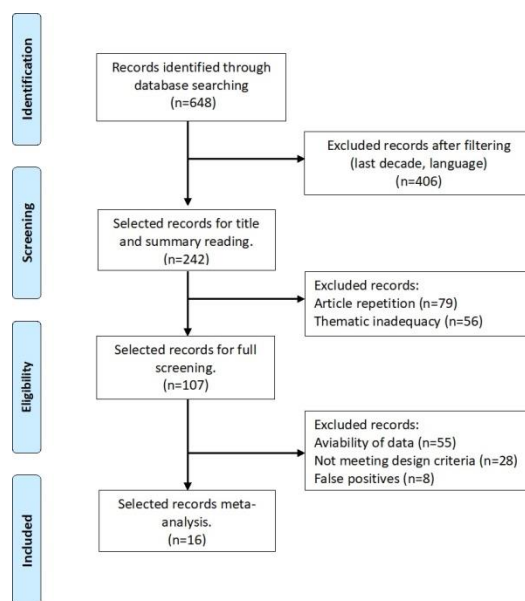 Identification
Records identified through
database searching
(n=648)
Excluded records after filtering
(last decade, language)
(n=406)
Screening
Selected records for title
and summary reading.
(n=242)
Excluded records:
Article repetition (n=79)
Thematic inadequacy (n=56)
Eligibility
Selected records for full
screening.
(n=107)
Excluded records:
Aviability of data (n=55)
Not meeting design criteria (n=28)
False positives (n=8)
Included
Selected records meta-
analysis.
(n=16)